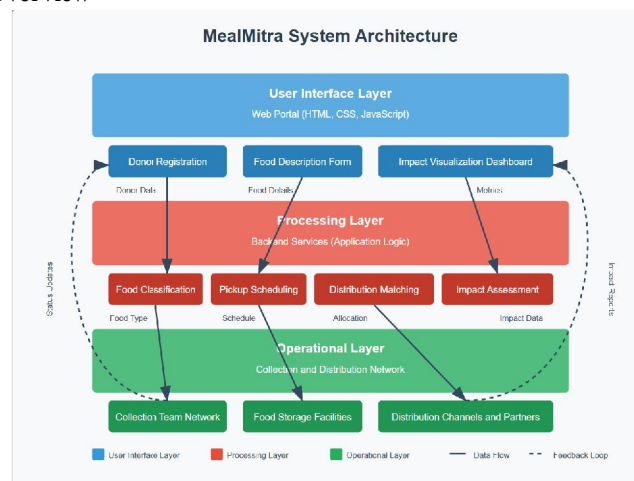 MealMitra System Architecture
User Interface Layer
Web Portal (HTML, CSS, JavaScript)
Donor Registration
Food Description Form
Impact Visualization Dashboard
Donor Data
Food Details
Metrics
Processing Layer
Backend Services (Application Logic)
Food Classification
Pickup Scheduling
Distribution Matching
Impact Assessment
Status Updates
Impact Reports
Food Type
Schedule
Allocation
Impact Data
Operational Layer
Collection and Distribution Network
Collection Team Network
Food Storage Facilities
Distribution Channels and Partners
User Interface Layer
Processing Layer
Operational Layer
Data Flow
Feedback Loop